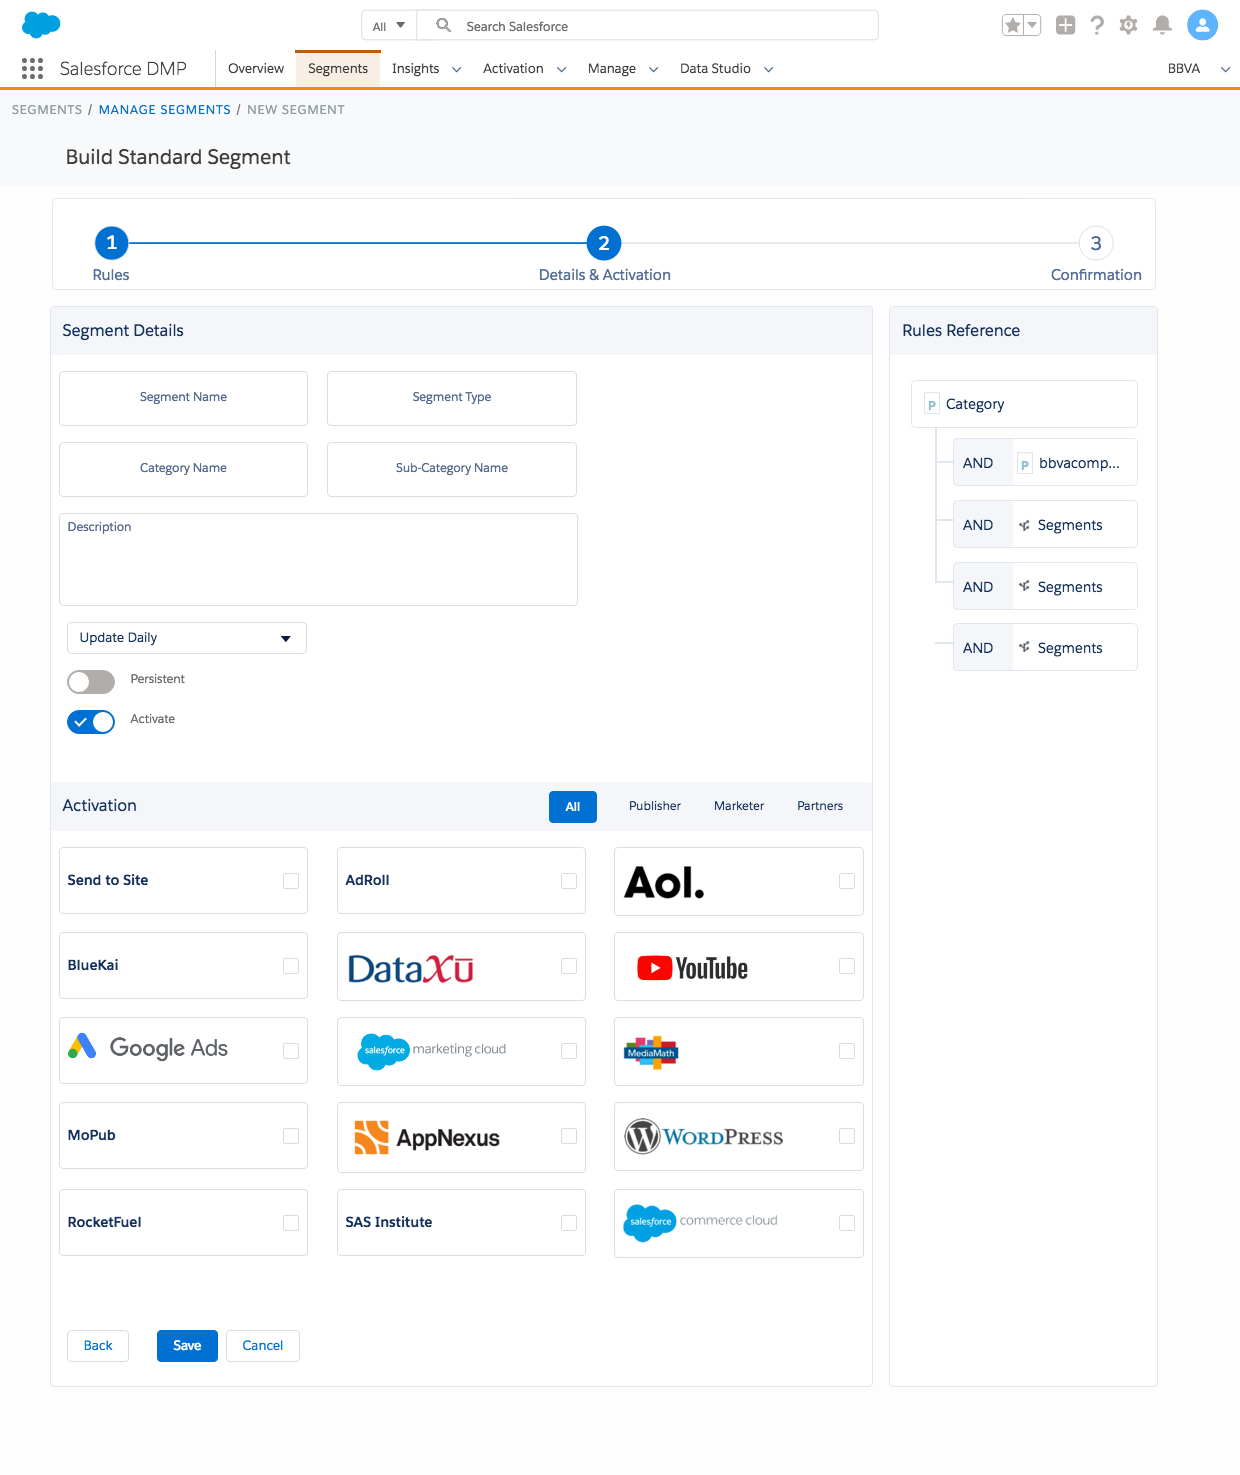 All
Search Salesforce
Salesforce DMP
Overview
Segments
Insights
Activation
Manage
Data Studio
BBVA
SEGMENTS / MANAGE SEGMENTS / NEW SEGMENT
Build Standard Segment
1
2
3
Rules
Details & Activation
Confirmation
Segment Details
Segment Name
Segment Type
Category Name
Sub-Category Name
Description
Update Daily
Persistent
Activate
Rules Reference
p Category
AND p bbvacomp...
AND Segments
AND Segments
AND Segments
Activation
All
Publisher
Marketer
Partners
Send to Site
AdRoll
Aol.
BlueKai
DataXū
YouTube
Google Ads
salesforce marketing cloud
MediaMath
MoPub
AppNexus
WORDPRESS
RocketFuel
SAS Institute
salesforce commerce cloud
Back
Save
Cancel